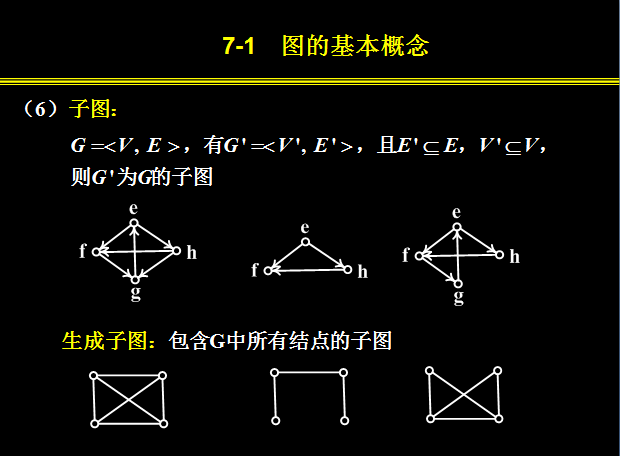 7-1 图的基本概念
（6）子图：
G =<V, E >，有G' =<V', E' >，且E' ⊆ E，V' ⊆ V，
则G'为G的子图
e e e
f h f h f h
g g
生成子图：包含G中所有结点的子图